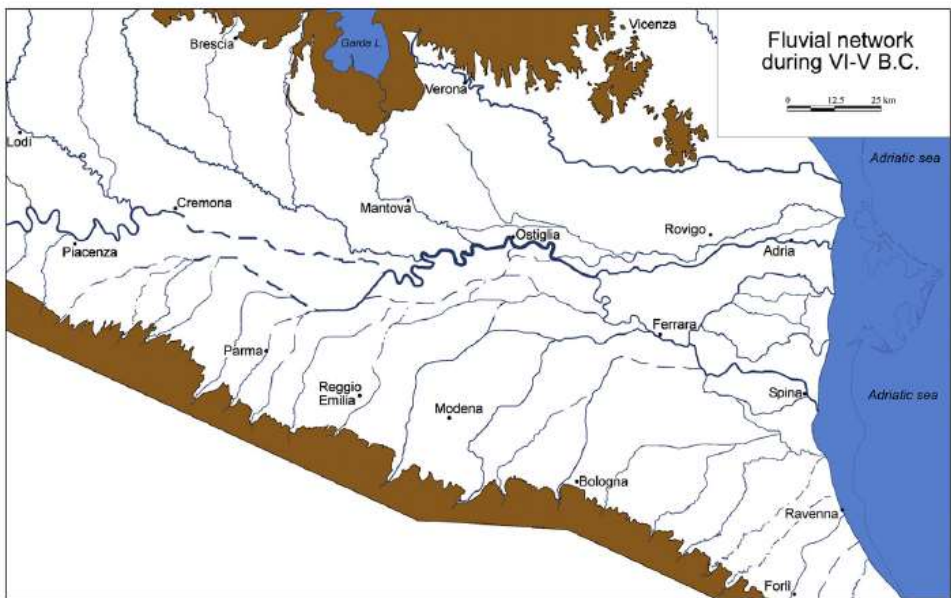 Fluvial network
during VI-V B.C.
0 12.5 25 km
Vicenza
Brescia
Garda L.
Verona
Lodi
Adriatic sea
Cremona
Mantova
Piacenza
Ostiglia
Rovigo
Adria
Ferrara
Parma
Reggio
Emilia
Modena
Spina
Adriatic sea
Bologna
Ravenna
Forlì